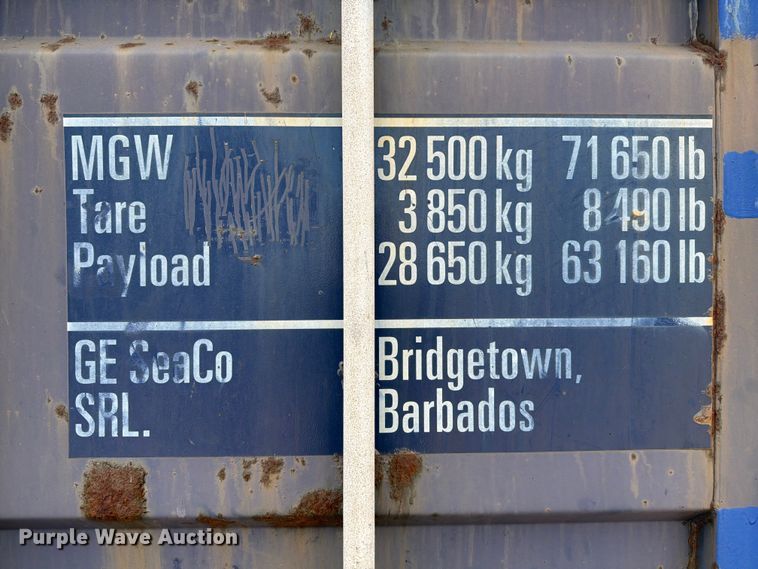 MGW 32 500 kg 71 650 lb
Tare 3 850 kg 8 490 lb
Payload 28 650 kg 63 160 lb
GE SeaCo Bridgetown,
SRL. Barbados
Purple Wave Auction